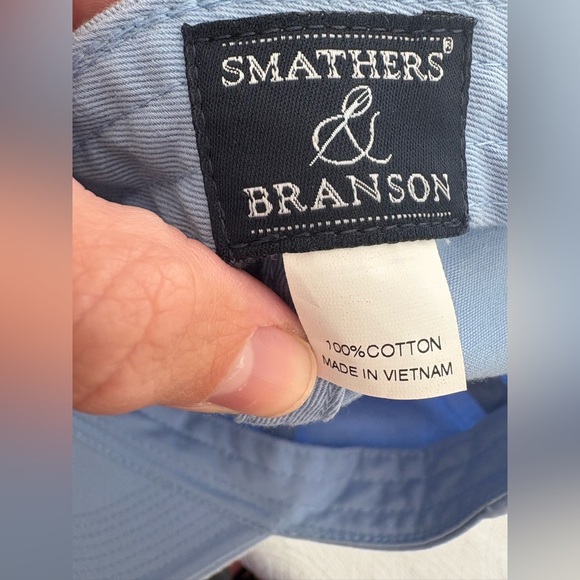 SMATHERS®
&
BRANSON
100% COTTON
MADE IN VIETNAM